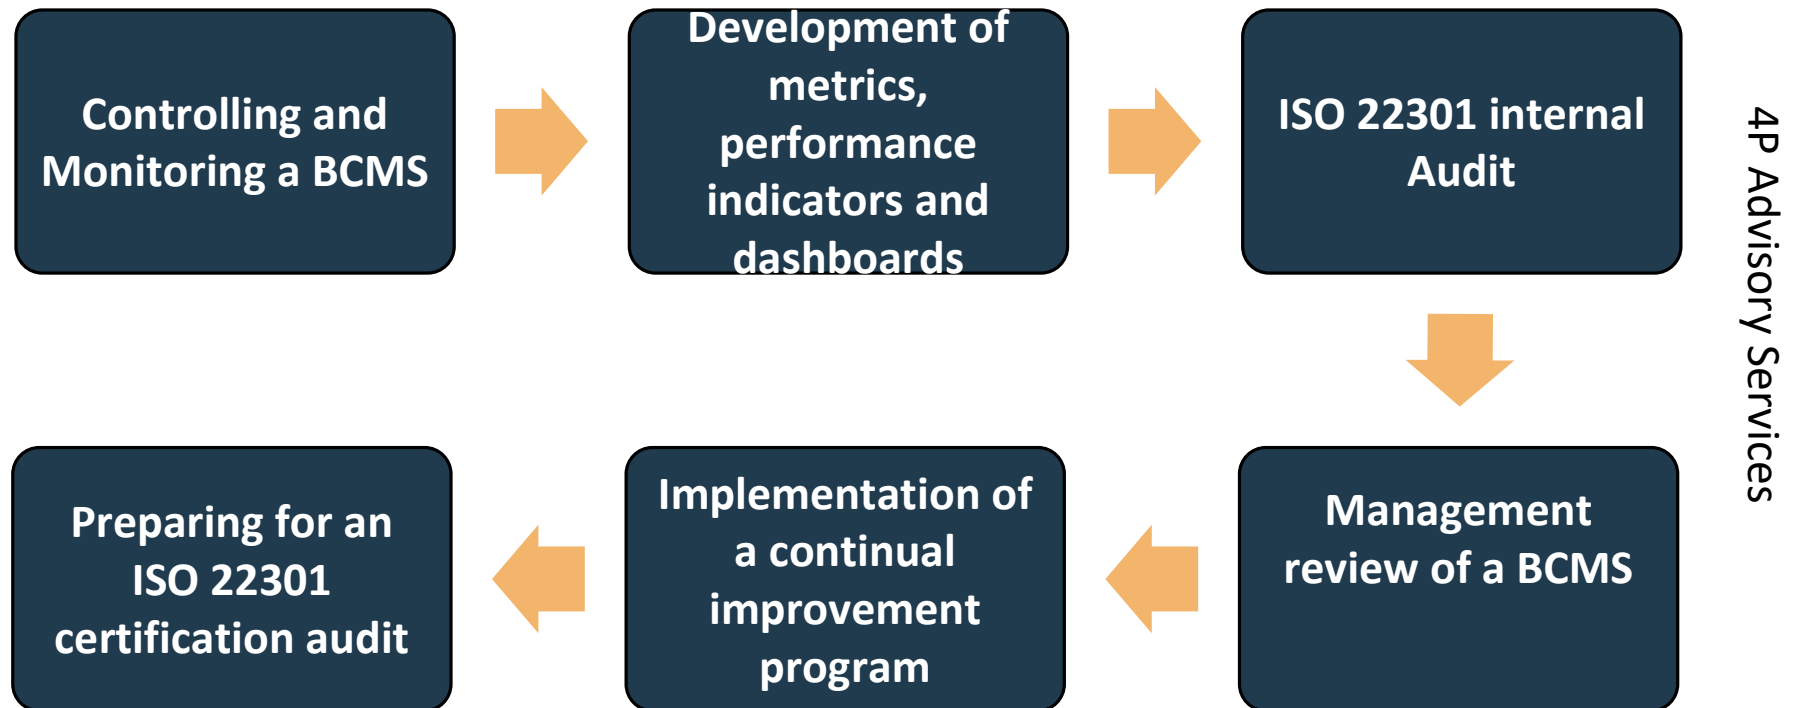 Controlling and
Monitoring a BCMS
Development of
metrics,
performance
indicators and
dashboards
ISO 22301 internal
Audit
Management
review of a BCMS
Implementation of
a continual
improvement
program
Preparing for an
ISO 22301
certification audit
4P Advisory Services